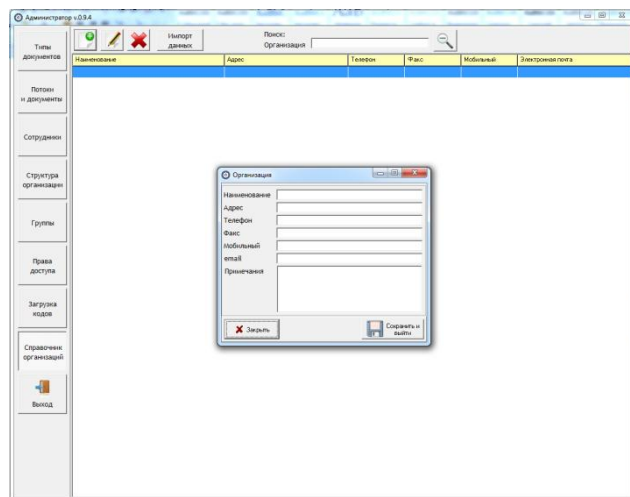 Администратор v.0.9.4
Типы
документов
Потоки
и документы
Сотрудники
Структура
организации
Группы
Права
доступа
Загрузка
кодов
Справочник
организаций
Выход
Импорт
данных
Поиск:
Организация
Наименование Адрес Телефон Факс Мобильный Электронная почта
Организация
Наименование
Адрес
Телефон
Факс
Мобильный
email
Примечания
Закрыть
Сохранить и
выйти